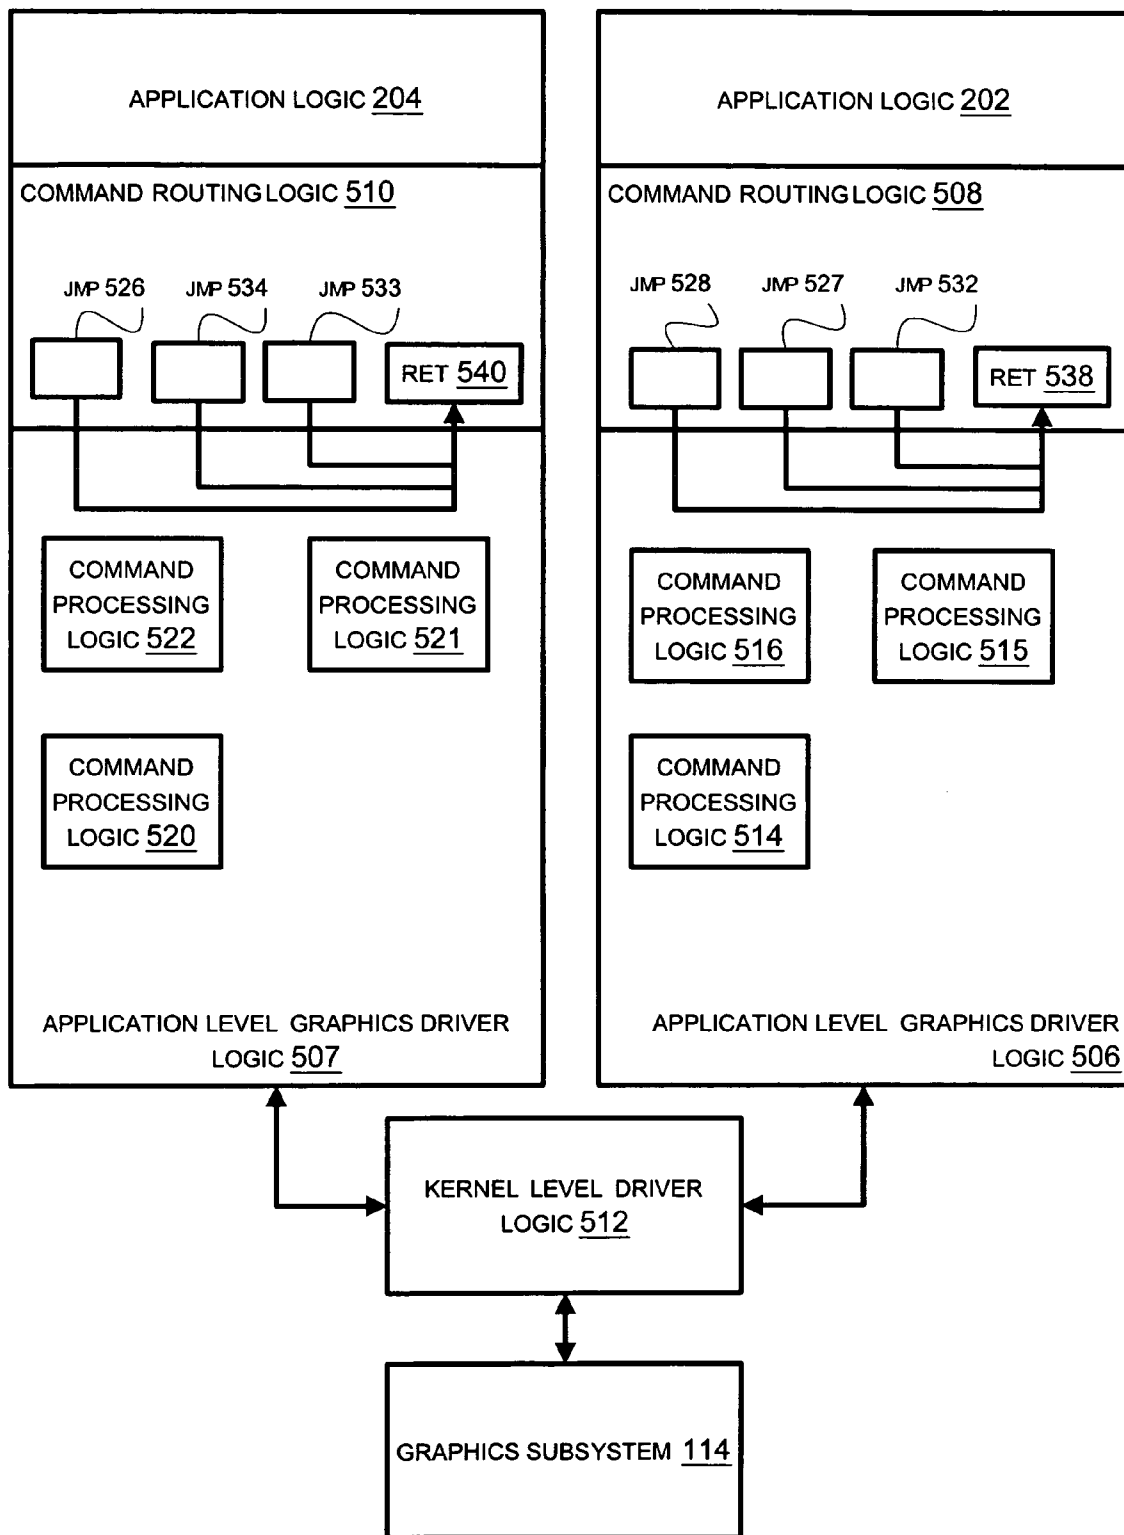 APPLICATION LOGIC 204
COMMAND ROUTING LOGIC 510
JMP 526
JMP 534
JMP 533
RET 540
COMMAND
PROCESSING
LOGIC 522
COMMAND
PROCESSING
LOGIC 521
COMMAND
PROCESSING
LOGIC 520
APPLICATION LEVEL GRAPHICS DRIVER
LOGIC 507
APPLICATION LOGIC 202
COMMAND ROUTING LOGIC 508
JMP 528
JMP 527
JMP 532
RET 538
COMMAND
PROCESSING
LOGIC 516
COMMAND
PROCESSING
LOGIC 515
COMMAND
PROCESSING
LOGIC 514
APPLICATION LEVEL GRAPHICS DRIVER
LOGIC 506
KERNEL LEVEL DRIVER
LOGIC 512
GRAPHICS SUBSYSTEM 114